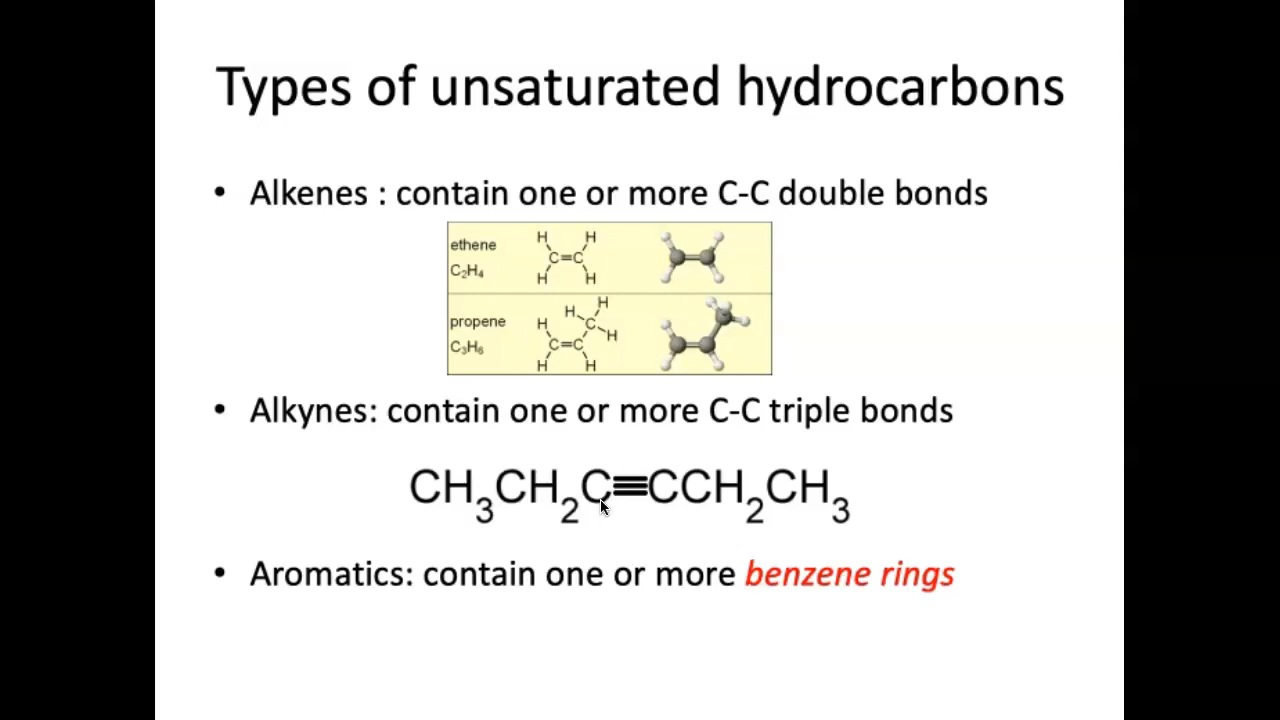 Types of unsaturated hydrocarbons
• Alkenes : contain one or more C-C double bonds
ethene
C₂H₄
H H
C=C
H H
propene
C₃H₆
H
H
H C
H
C=C
H H
• Alkynes: contain one or more C-C triple bonds
CH₃CH₂C≡CCH₂CH₃
• Aromatics: contain one or more benzene rings